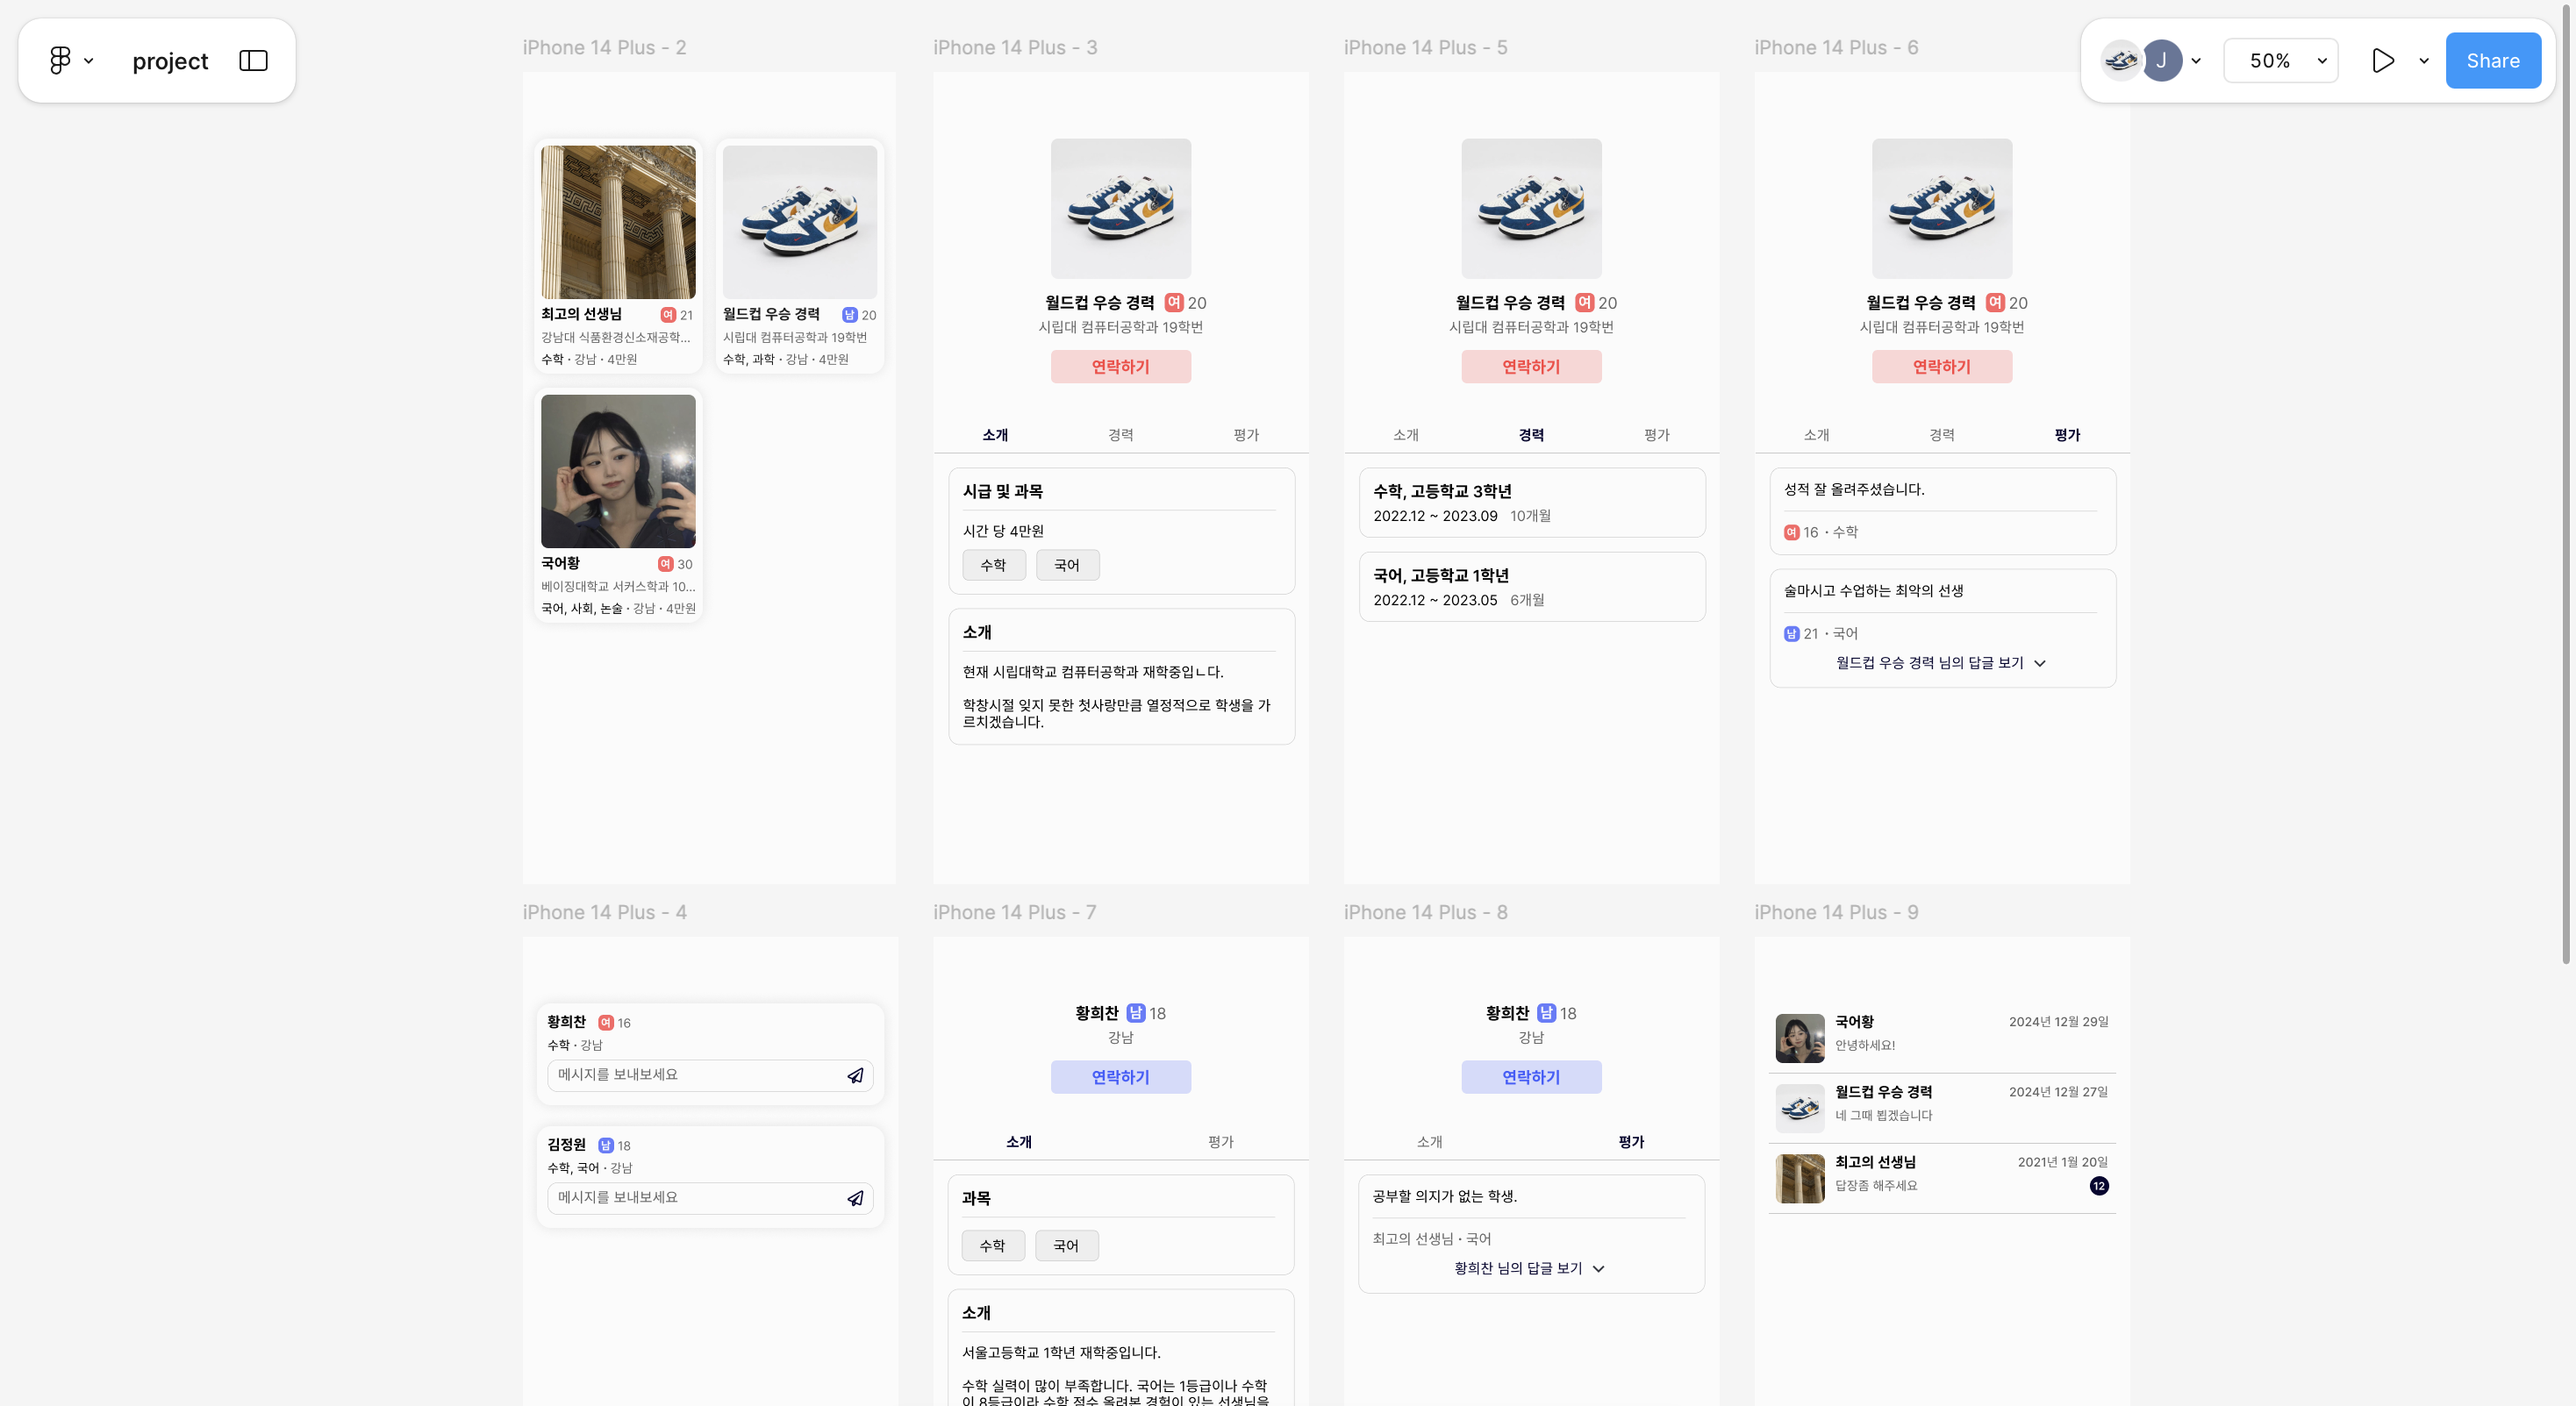 project
50%
J
Share
iPhone 14 Plus - 2
최고의 선생님 여 21
강남대 식품환경신소재공학...
수학 · 강남 · 4만원
월드컵 우승 경력 남 20
시립대 컴퓨터공학과 19학번
수학, 과학 · 강남 · 4만원
국어황 여 30
베이징대학교 서커스학과 10...
국어, 사회, 논술 · 강남 · 4만원
iPhone 14 Plus - 3
월드컵 우승 경력 여 20
시립대 컴퓨터공학과 19학번
연락하기
소개 경력 평가
시급 및 과목
시간 당 4만원
수학 국어
소개
현재 시립대학교 컴퓨터공학과 재학중입ㄴ다.
학창시절 잊지 못한 첫사랑만큼 열정적으로 학생을 가
르치겠습니다.
iPhone 14 Plus - 5
월드컵 우승 경력 여 20
시립대 컴퓨터공학과 19학번
연락하기
소개 경력 평가
수학, 고등학교 3학년
2022.12 ~ 2023.09 10개월
국어, 고등학교 1학년
2022.12 ~ 2023.05 6개월
iPhone 14 Plus - 6
월드컵 우승 경력 여 20
시립대 컴퓨터공학과 19학번
연락하기
소개 경력 평가
성적 잘 올려주셨습니다.
여 16 · 수학
술마시고 수업하는 최악의 선생
남 21 · 국어
월드컵 우승 경력 님의 답글 보기
iPhone 14 Plus - 4
황희찬 여 16
수학 · 강남
메시지를 보내보세요
김정원 남 18
수학, 국어 · 강남
메시지를 보내보세요
iPhone 14 Plus - 7
황희찬 남 18
강남
연락하기
소개 평가
과목
수학 국어
소개
서울고등학교 1학년 재학중입니다.
수학 실력이 많이 부족합니다. 국어는 1등급이나 수학
이 8등급이라 수학 점수 올려본 경험이 있는 선생님을
iPhone 14 Plus - 8
황희찬 남 18
강남
연락하기
소개 평가
공부할 의지가 없는 학생.
최고의 선생님 · 국어
황희찬 님의 답글 보기
iPhone 14 Plus - 9
국어황 2024년 12월 29일
안녕하세요!
월드컵 우승 경력 2024년 12월 27일
네 그때 뵙겠습니다
최고의 선생님 2021년 1월 20일
답장좀 해주세요 12